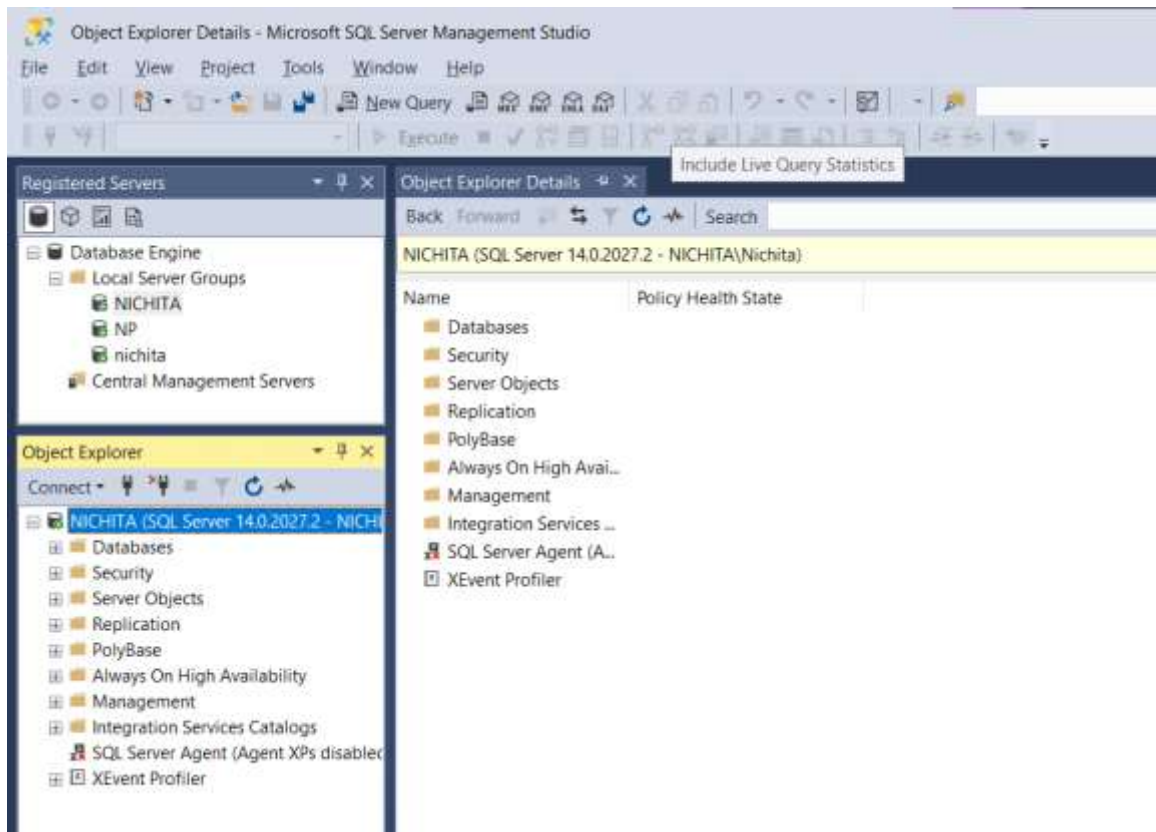 Object Explorer Details - Microsoft SQL Server Management Studio
File Edit View Project Tools Window Help
New Query
Execute
Include Live Query Statistics
Registered Servers
Database Engine
Local Server Groups
NICHITA
NP
nichita
Central Management Servers
Object Explorer
Connect
NICHITA (SQL Server 14.0.2027.2 - NICHI
Databases
Security
Server Objects
Replication
PolyBase
Always On High Availability
Management
Integration Services Catalogs
SQL Server Agent (Agent XPs disabled
XEvent Profiler
Object Explorer Details
Back Forward Search
NICHITA (SQL Server 14.0.2027.2 - NICHITA\Nichita)
Name Policy Health State
Databases
Security
Server Objects
Replication
PolyBase
Always On High Avai...
Management
Integration Services ...
SQL Server Agent (A...
XEvent Profiler